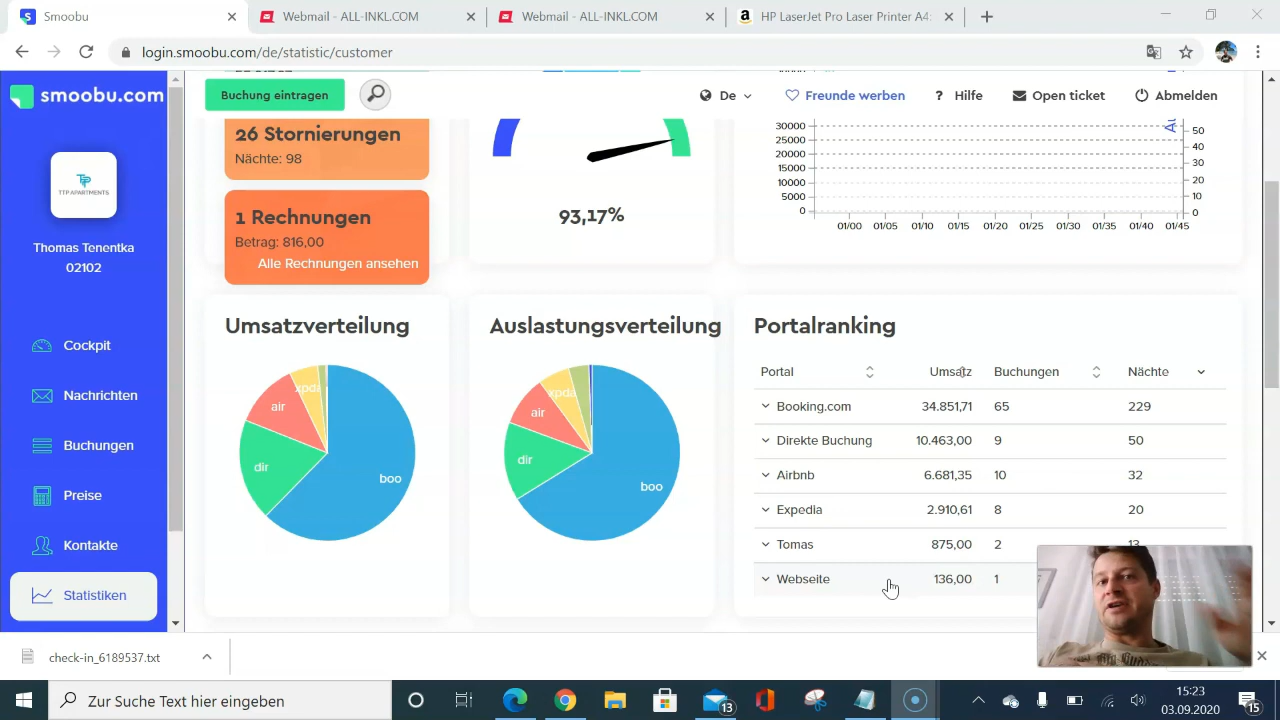 Smoobu
Webmail - ALL-INKL.COM
Webmail - ALL-INKL.COM
HP LaserJet Pro Laser Printer A4:
login.smoobu.com/de/statistic/customer
smoobu.com
Buchung eintragen
De
Freunde werben
? Hilfe
Open ticket
Abmelden
TTP APARTMENTS
Thomas Tenentka
02102
Cockpit
Nachrichten
Buchungen
Preise
Kontakte
Statistiken
26 Stornierungen
Nächte: 98
1 Rechnungen
Betrag: 816,00
Alle Rechnungen ansehen
93,17%
30000
25000
20000
15000
10000
5000
0
50
40
30
20
10
0
01/00 01/05 01/10 01/15 01/20 01/25 01/30 01/35 01/40 01/45
Umsatzverteilung
xpdi
air
dir
boo
Auslastungsverteilung
xpda
air
dir
boo
Portalranking
Portal Umsatz Buchungen Nächte
Booking.com 34.851,71 65 229
Direkte Buchung 10.463,00 9 50
Airbnb 6.681,35 10 32
Expedia 2.910,61 8 20
Tomas 875,00 2 13
Webseite 136,00 1
check-in_6189537.txt
Zur Suche Text hier eingeben
13
15:23
03.09.2020
15